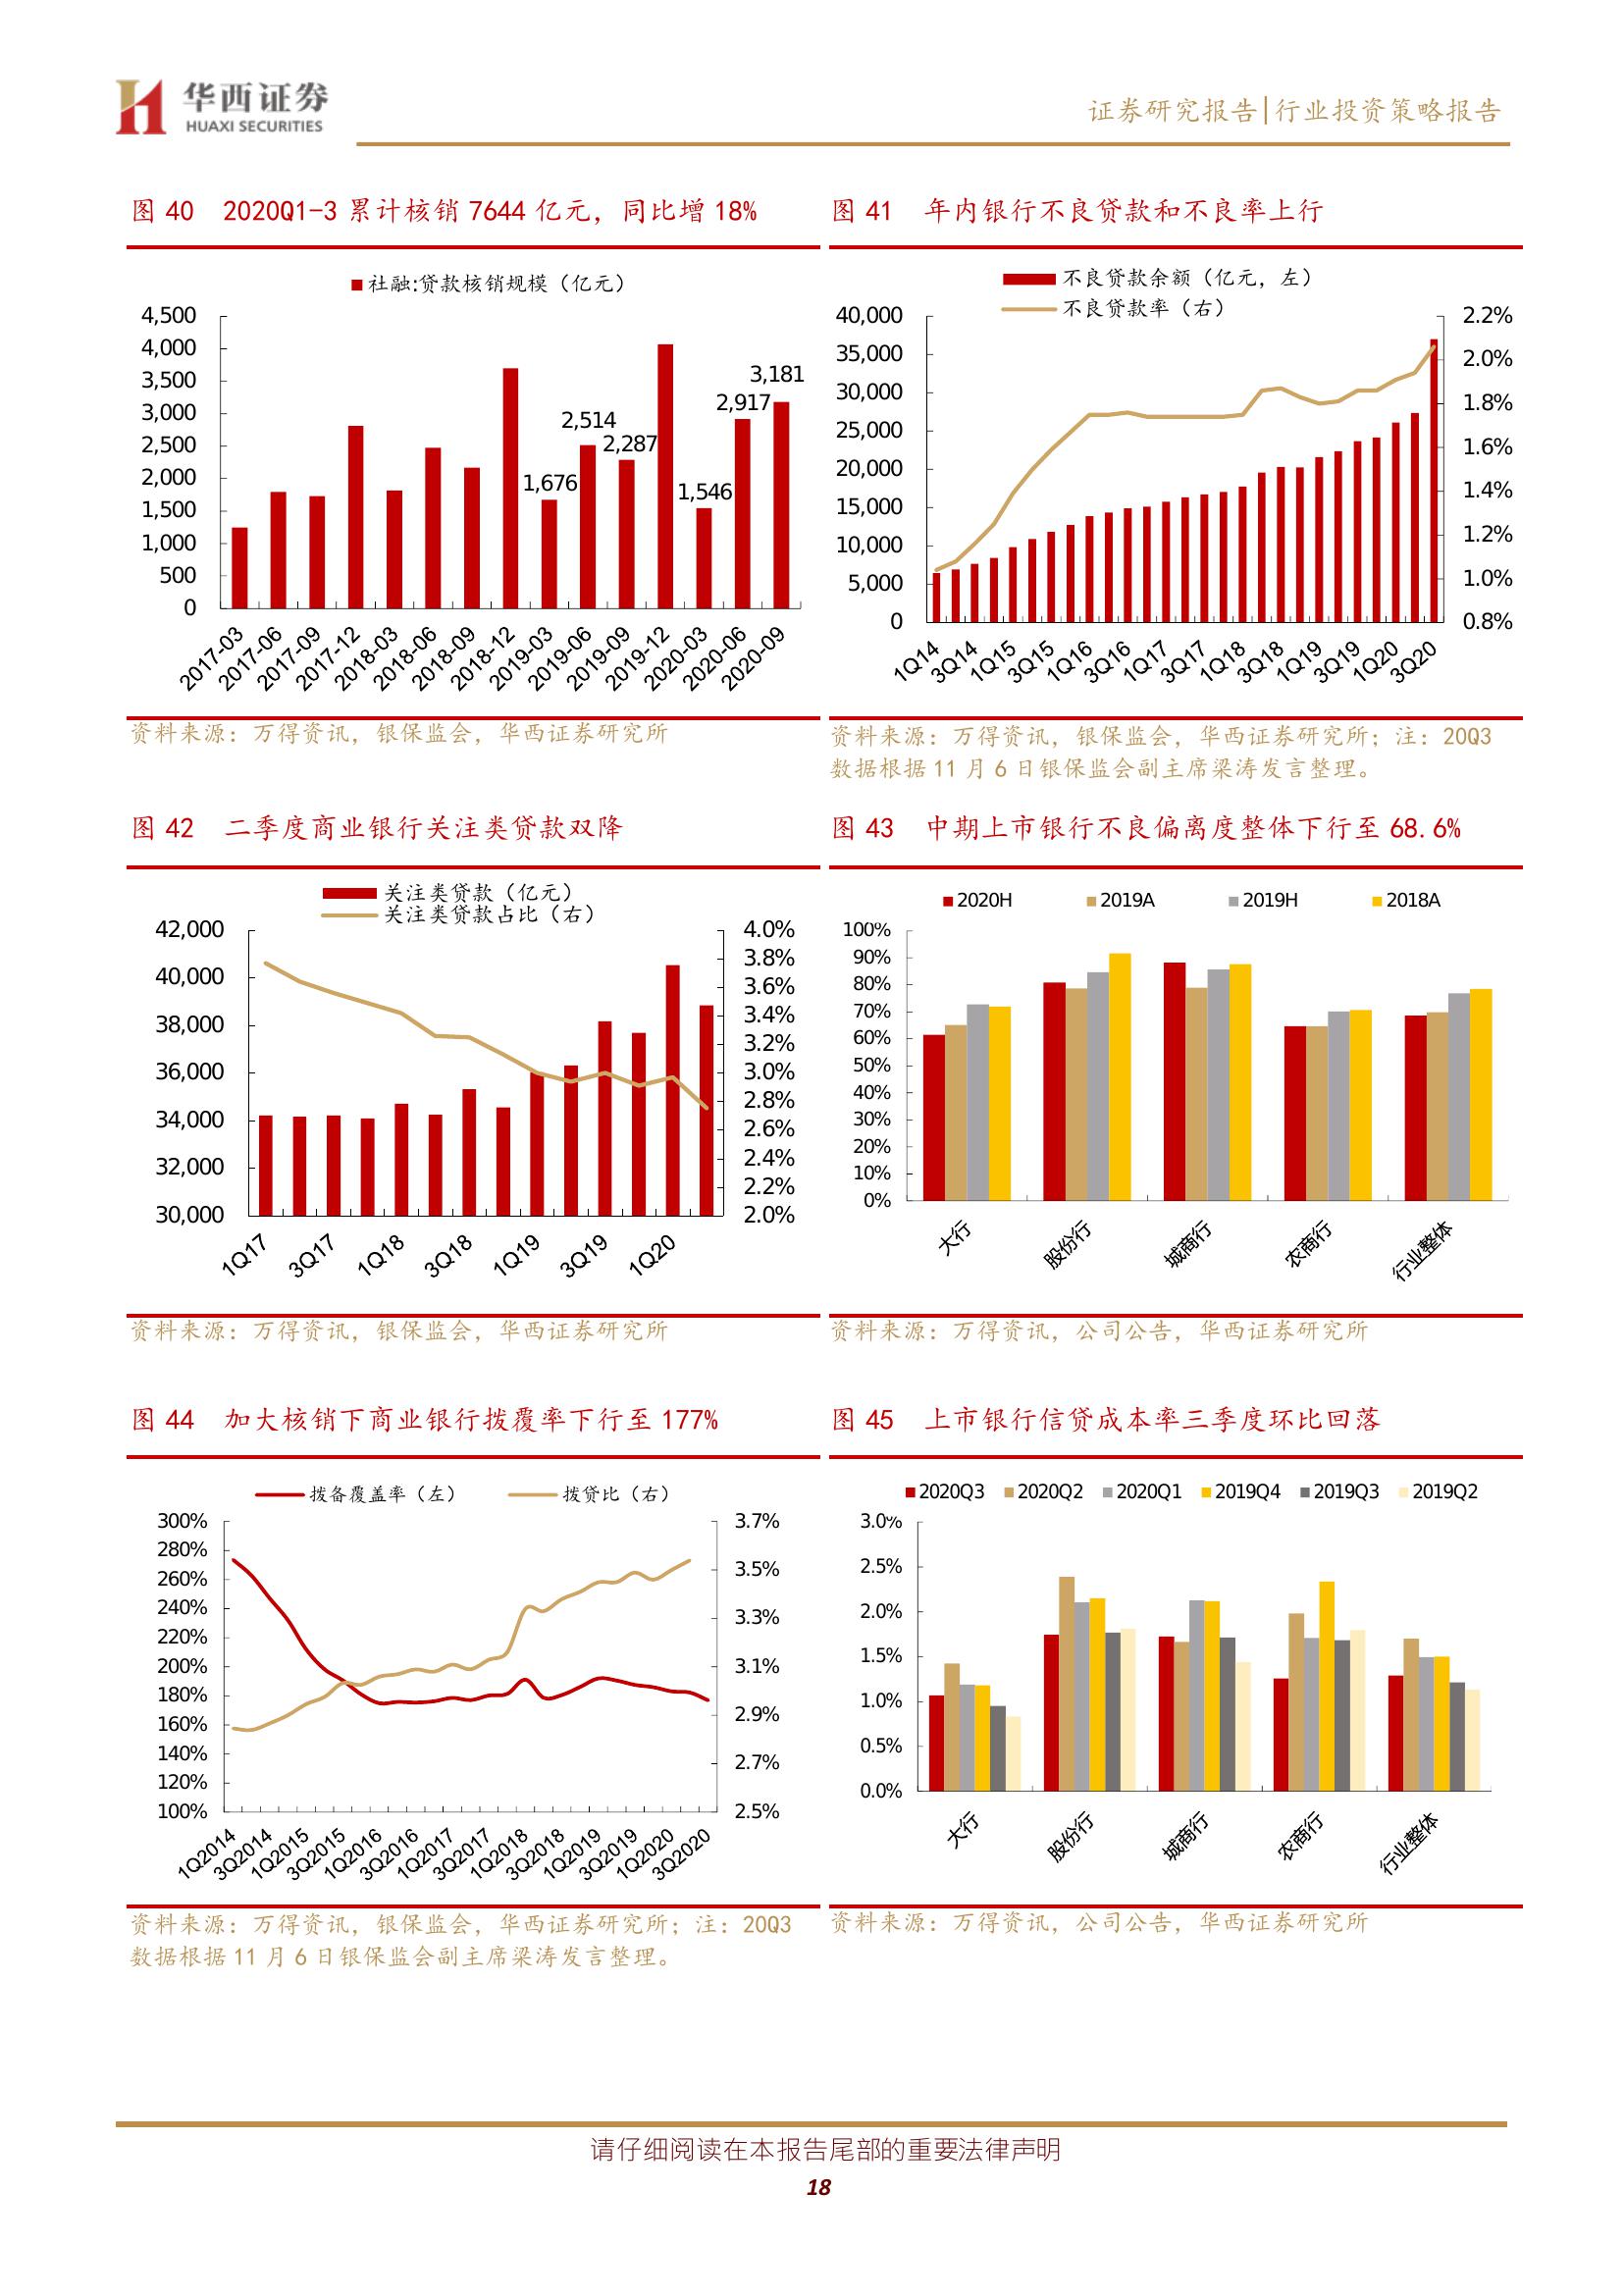 华西证券
HUAXI SECURITIES
证券研究报告|行业投资策略报告
图 40 2020Q1-3 累计核销 7644 亿元，同比增 18%
社融:贷款核销规模（亿元）
4,500
4,000
3,500
3,000
2,500
2,000
1,500
1,000
500
0
1,676
2,514
2,287
1,546
2,917
3,181
2017-03
2017-06
2017-09
2017-12
2018-03
2018-06
2018-09
2018-12
2019-03
2019-06
2019-09
2019-12
2020-03
2020-06
2020-09
资料来源：万得资讯，银保监会，华西证券研究所
图 41 年内银行不良贷款和不良率上行
不良贷款余额（亿元，左）
不良贷款率（右）
40,000
35,000
30,000
25,000
20,000
15,000
10,000
5,000
0
2.2%
2.0%
1.8%
1.6%
1.4%
1.2%
1.0%
0.8%
1Q14
3Q14
1Q15
3Q15
1Q16
3Q16
1Q17
3Q17
1Q18
3Q18
1Q19
3Q19
1Q20
3Q20
资料来源：万得资讯，银保监会，华西证券研究所；注：20Q3
数据根据 11 月 6 日银保监会副主席梁涛发言整理。
图 42 二季度商业银行关注类贷款双降
关注类贷款（亿元）
关注类贷款占比（右）
42,000
40,000
38,000
36,000
34,000
32,000
30,000
4.0%
3.8%
3.6%
3.4%
3.2%
3.0%
2.8%
2.6%
2.4%
2.2%
2.0%
1Q17
3Q17
1Q18
3Q18
1Q19
3Q19
1Q20
资料来源：万得资讯，银保监会，华西证券研究所
图 43 中期上市银行不良偏离度整体下行至 68.6%
2020H 2019A 2019H 2018A
100%
90%
80%
70%
60%
50%
40%
30%
20%
10%
0%
大行
股份行
城商行
农商行
行业整体
资料来源：万得资讯，公司公告，华西证券研究所
图 44 加大核销下商业银行拨覆率下行至 177%
拨备覆盖率（左） 拨贷比（右）
300%
280%
260%
240%
220%
200%
180%
160%
140%
120%
100%
3.7%
3.5%
3.3%
3.1%
2.9%
2.7%
2.5%
1Q2014
3Q2014
1Q2015
3Q2015
1Q2016
3Q2016
1Q2017
3Q2017
1Q2018
3Q2018
1Q2019
3Q2019
1Q2020
3Q2020
资料来源：万得资讯，银保监会，华西证券研究所；注：20Q3
数据根据 11 月 6 日银保监会副主席梁涛发言整理。
图 45 上市银行信贷成本率三季度环比回落
2020Q3 2020Q2 2020Q1 2019Q4 2019Q3 2019Q2
3.0%
2.5%
2.0%
1.5%
1.0%
0.5%
0.0%
大行
股份行
城商行
农商行
行业整体
资料来源：万得资讯，公司公告，华西证券研究所
请仔细阅读在本报告尾部的重要法律声明
18